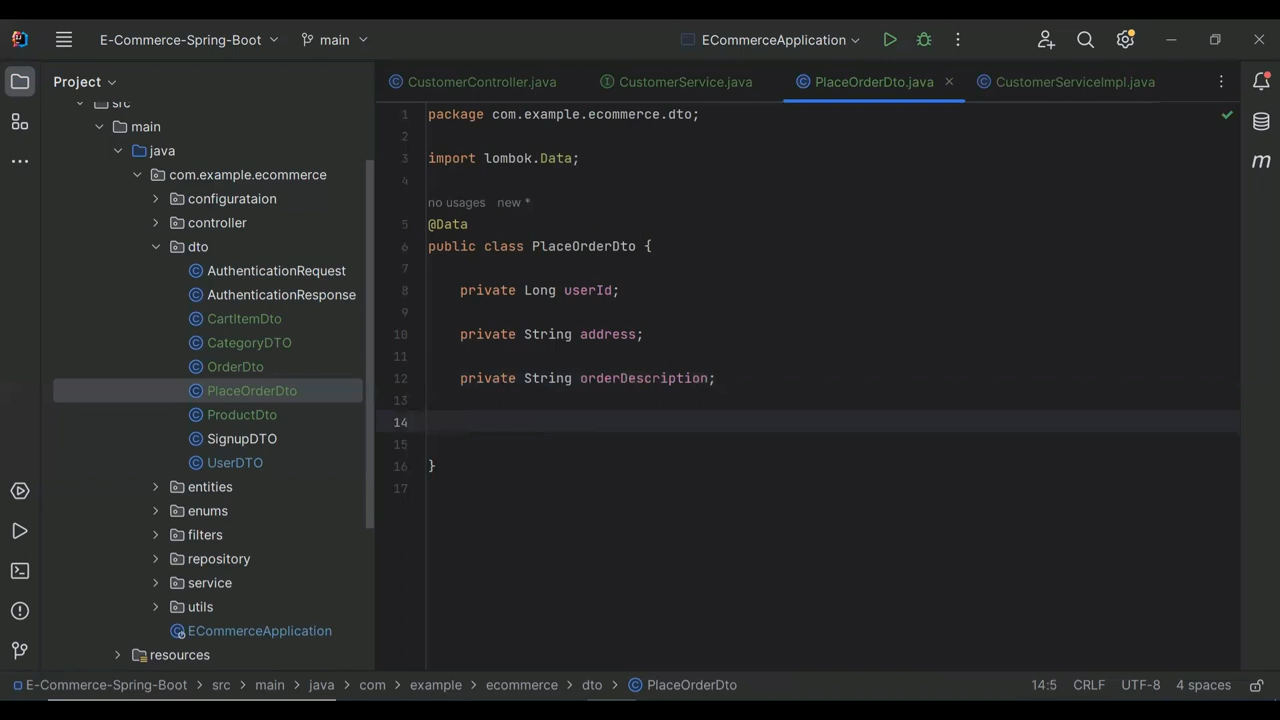 E-Commerce-Spring-Boot
main
ECommerceApplication
Project
CustomerController.java
CustomerService.java
PlaceOrderDto.java
CustomerServiceImpl.java
src
main
java
com.example.ecommerce
configurataion
controller
dto
AuthenticationRequest
AuthenticationResponse
CartItemDto
CategoryDTO
OrderDto
PlaceOrderDto
ProductDto
SignupDTO
UserDTO
entities
enums
filters
repository
service
utils
ECommerceApplication
resources
1 package com.example.ecommerce.dto;
2
3 import lombok.Data;
4
no usages new *
5 @Data
6 public class PlaceOrderDto {
7
8 private Long userId;
9
10 private String address;
11
12 private String orderDescription;
13
14
15
16 }
17
m
E-Commerce-Spring-Boot > src > main > java > com > example > ecommerce > dto > PlaceOrderDto
14:5 CRLF UTF-8 4 spaces